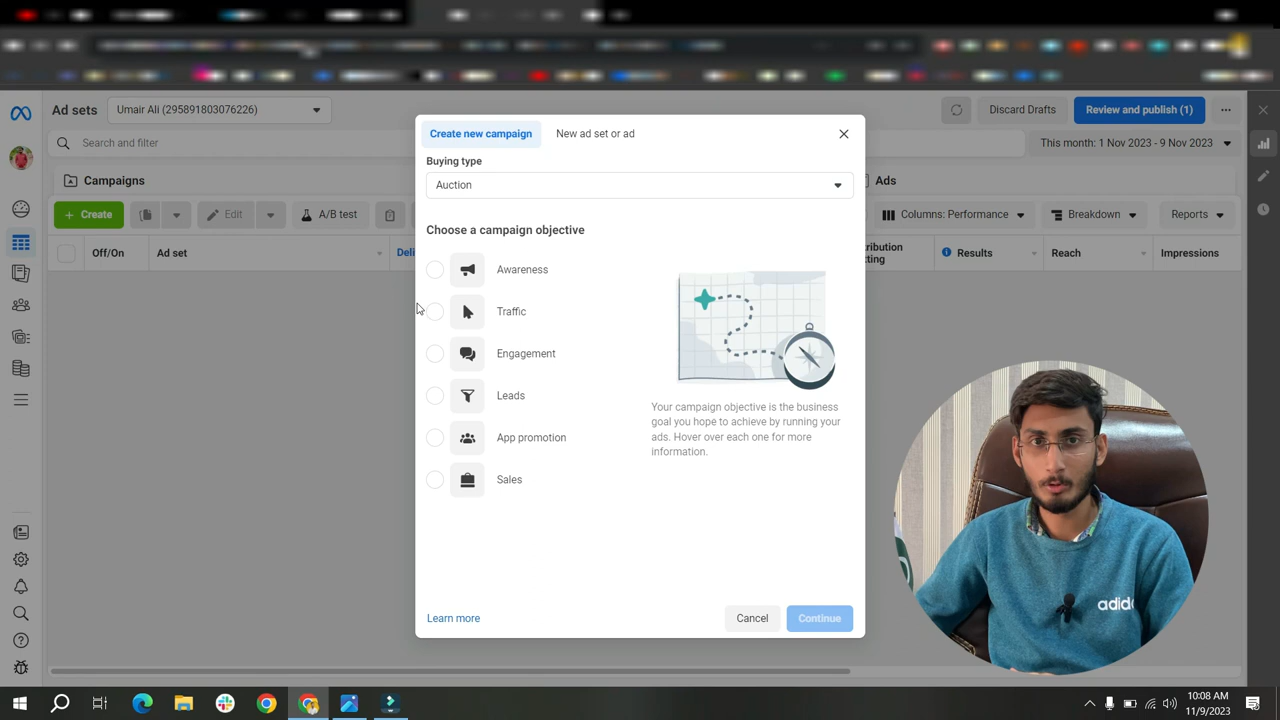 Ad sets
Umair Ali (295891803076226)
Discard Drafts
Review and publish (1)
Search and filter
This month: 1 Nov 2023 - 9 Nov 2023
Campaigns
Ads
+ Create
Edit
A/B test
Columns: Performance
Breakdown
Reports
Off/On
Ad set
Deli
Results
Reach
Impressions
Create new campaign
New ad set or ad
Buying type
Auction
Choose a campaign objective
Awareness
Traffic
Engagement
Leads
App promotion
Sales
Your campaign objective is the business
goal you hope to achieve by running your
ads. Hover over each one for more
information.
Learn more
Cancel
Continue
adid
10:08 AM
11/9/2023